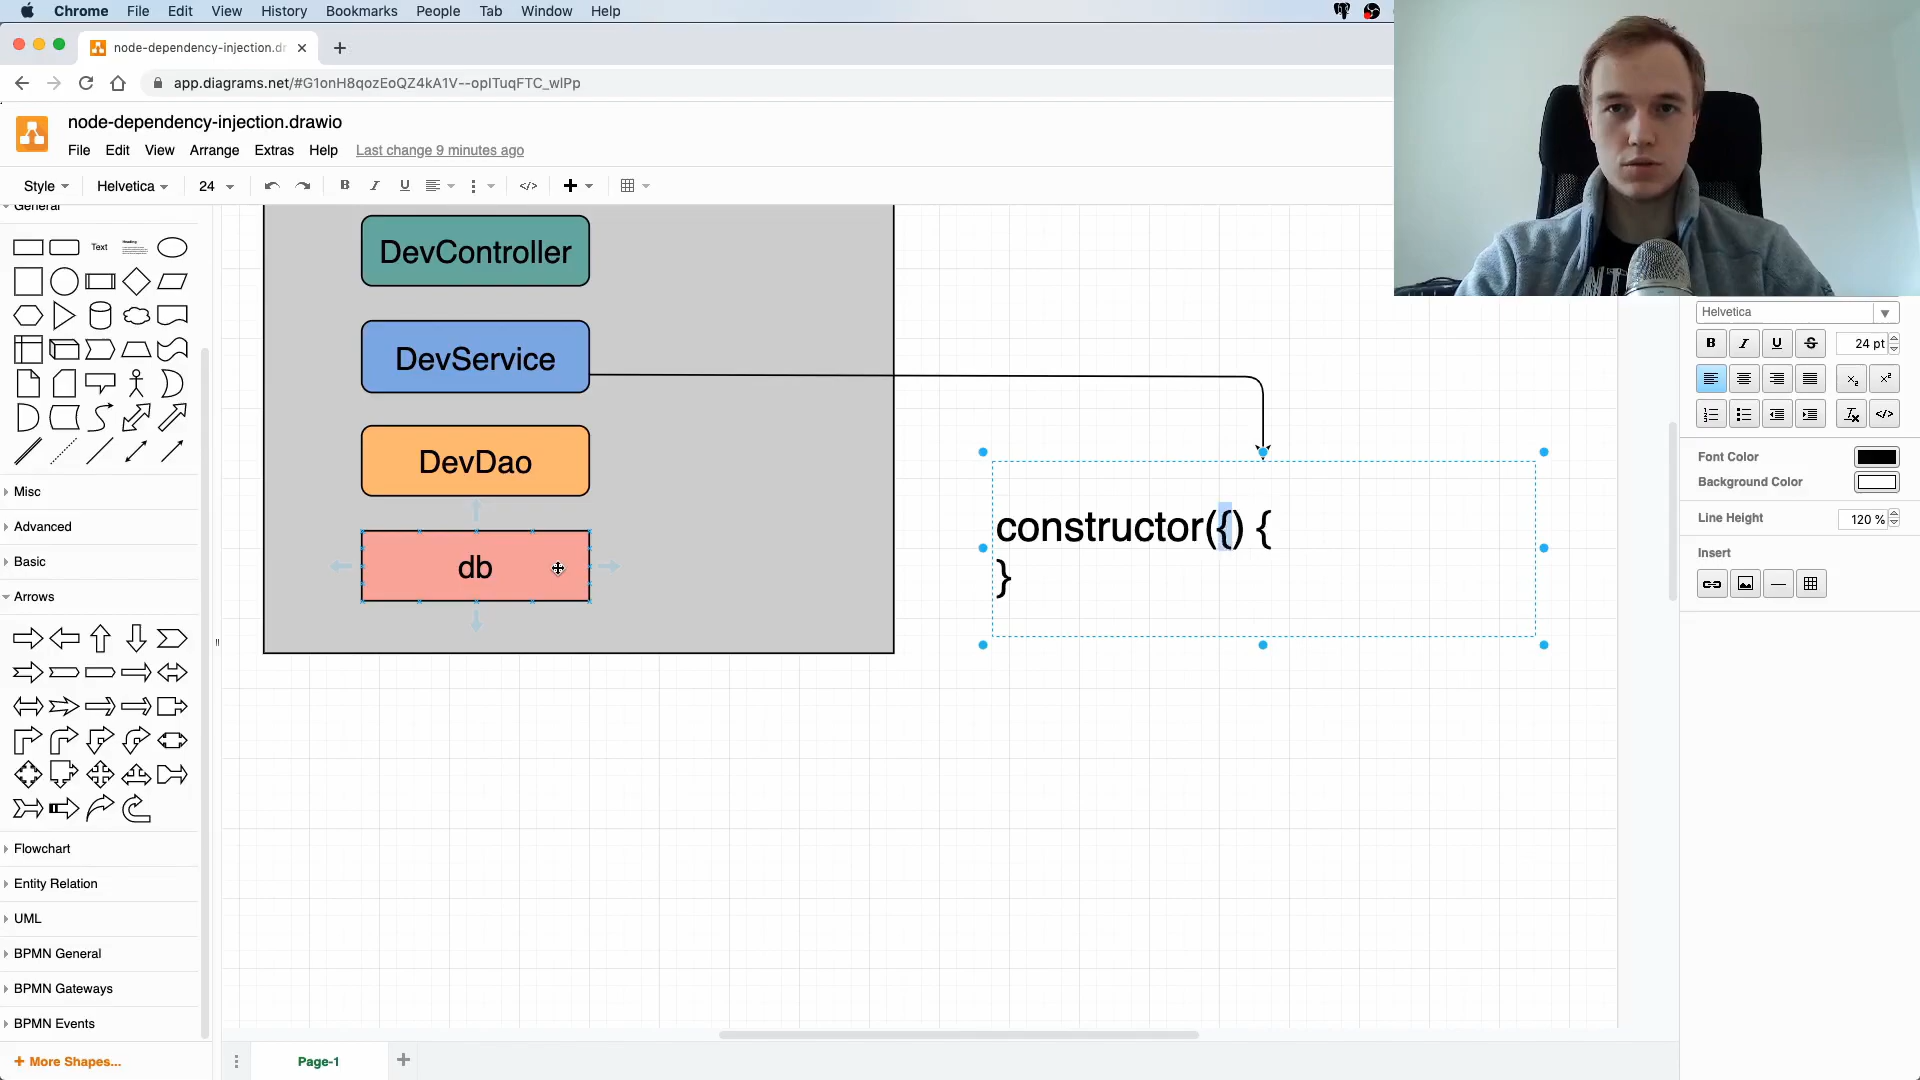 Chrome File Edit View History Bookmarks People Tab Window Help
node-dependency-injection.dr
app.diagrams.net/#G1onH8qozEoQZ4kA1V--opITuqFTC_wlPp
node-dependency-injection.drawio
File Edit View Arrange Extras Help Last change 9 minutes ago
Style Helvetica 24 B I U
General
Text
Heading
Misc
Advanced
Basic
Arrows
Flowchart
Entity Relation
UML
BPMN General
BPMN Gateways
BPMN Events
+ More Shapes...
DevController
DevService
DevDao
db
constructor({) {
}
Helvetica
B I U S 24 pt
Font Color
Background Color
Line Height 120 %
Insert
Page-1